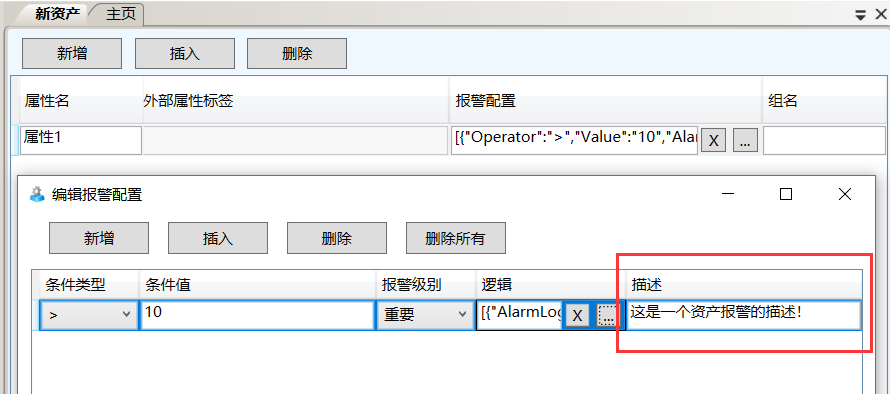 新资产 主页
新增 插入 删除
属性名 外部属性标签 报警配置 组名
属性1 [{"Operator":">","Value":"10","Alar X ...
编辑报警配置
新增 插入 删除 删除所有
条件类型 条件值 报警级别 逻辑 描述
> 10 重要 [{"AlarmLog X ... 这是一个资产报警的描述!